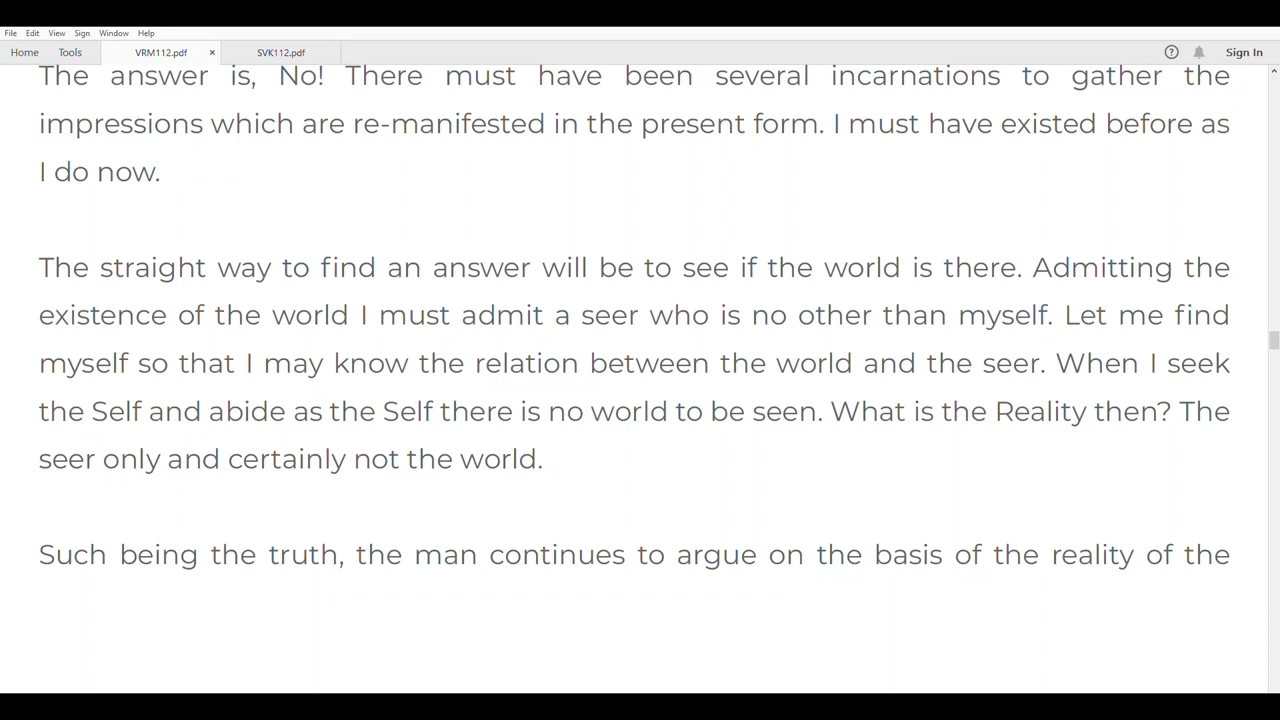 File Edit View Sign Window Help
Home Tools VRM112.pdf × SVK112.pdf ? Sign In
The answer is, No! There must have been several incarnations to gather the
impressions which are re-manifested in the present form. I must have existed before as
I do now.
The straight way to find an answer will be to see if the world is there. Admitting the
existence of the world I must admit a seer who is no other than myself. Let me find
myself so that I may know the relation between the world and the seer. When I seek
the Self and abide as the Self there is no world to be seen. What is the Reality then? The
seer only and certainly not the world.
Such being the truth, the man continues to argue on the basis of the reality of the